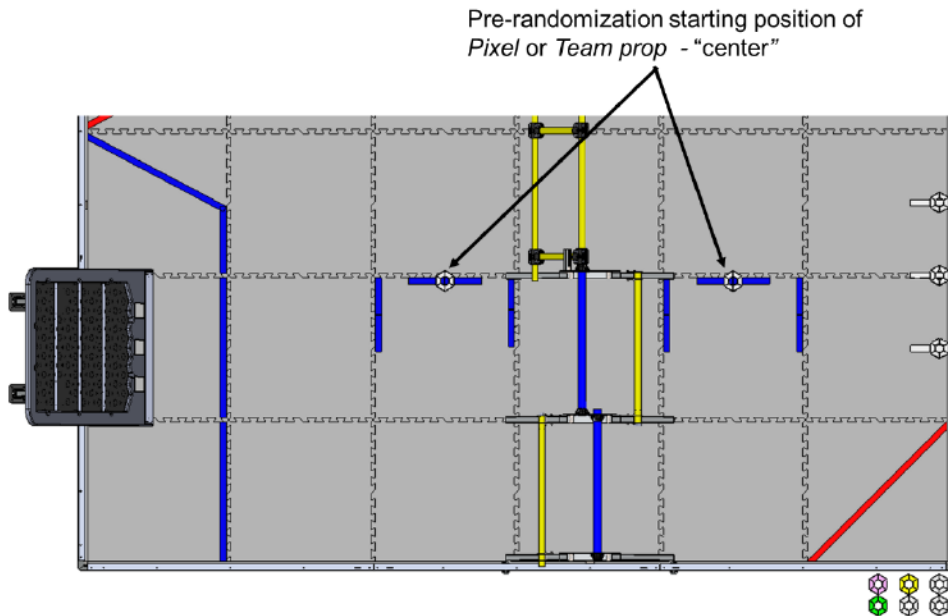 Pre-randomization starting position of
Pixel or Team prop - “center”